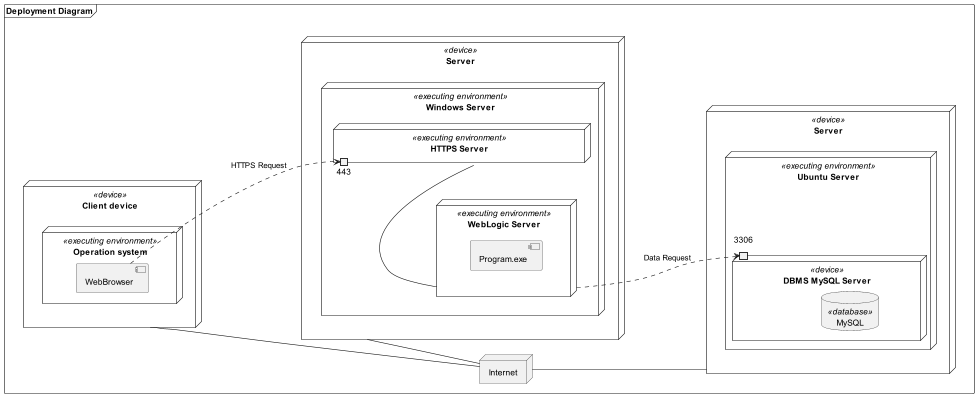 Deployment Diagram
«device»
Server
«executing environment»
Windows Server
«executing environment»
HTTPS Server
443
HTTPS Request
«device»
Client device
«executing environment»
Operation system
WebBrowser
«executing environment»
WebLogic Server
Program.exe
Data Request
«device»
Server
«executing environment»
Ubuntu Server
3306
«device»
DBMS MySQL Server
«database»
MySQL
Internet